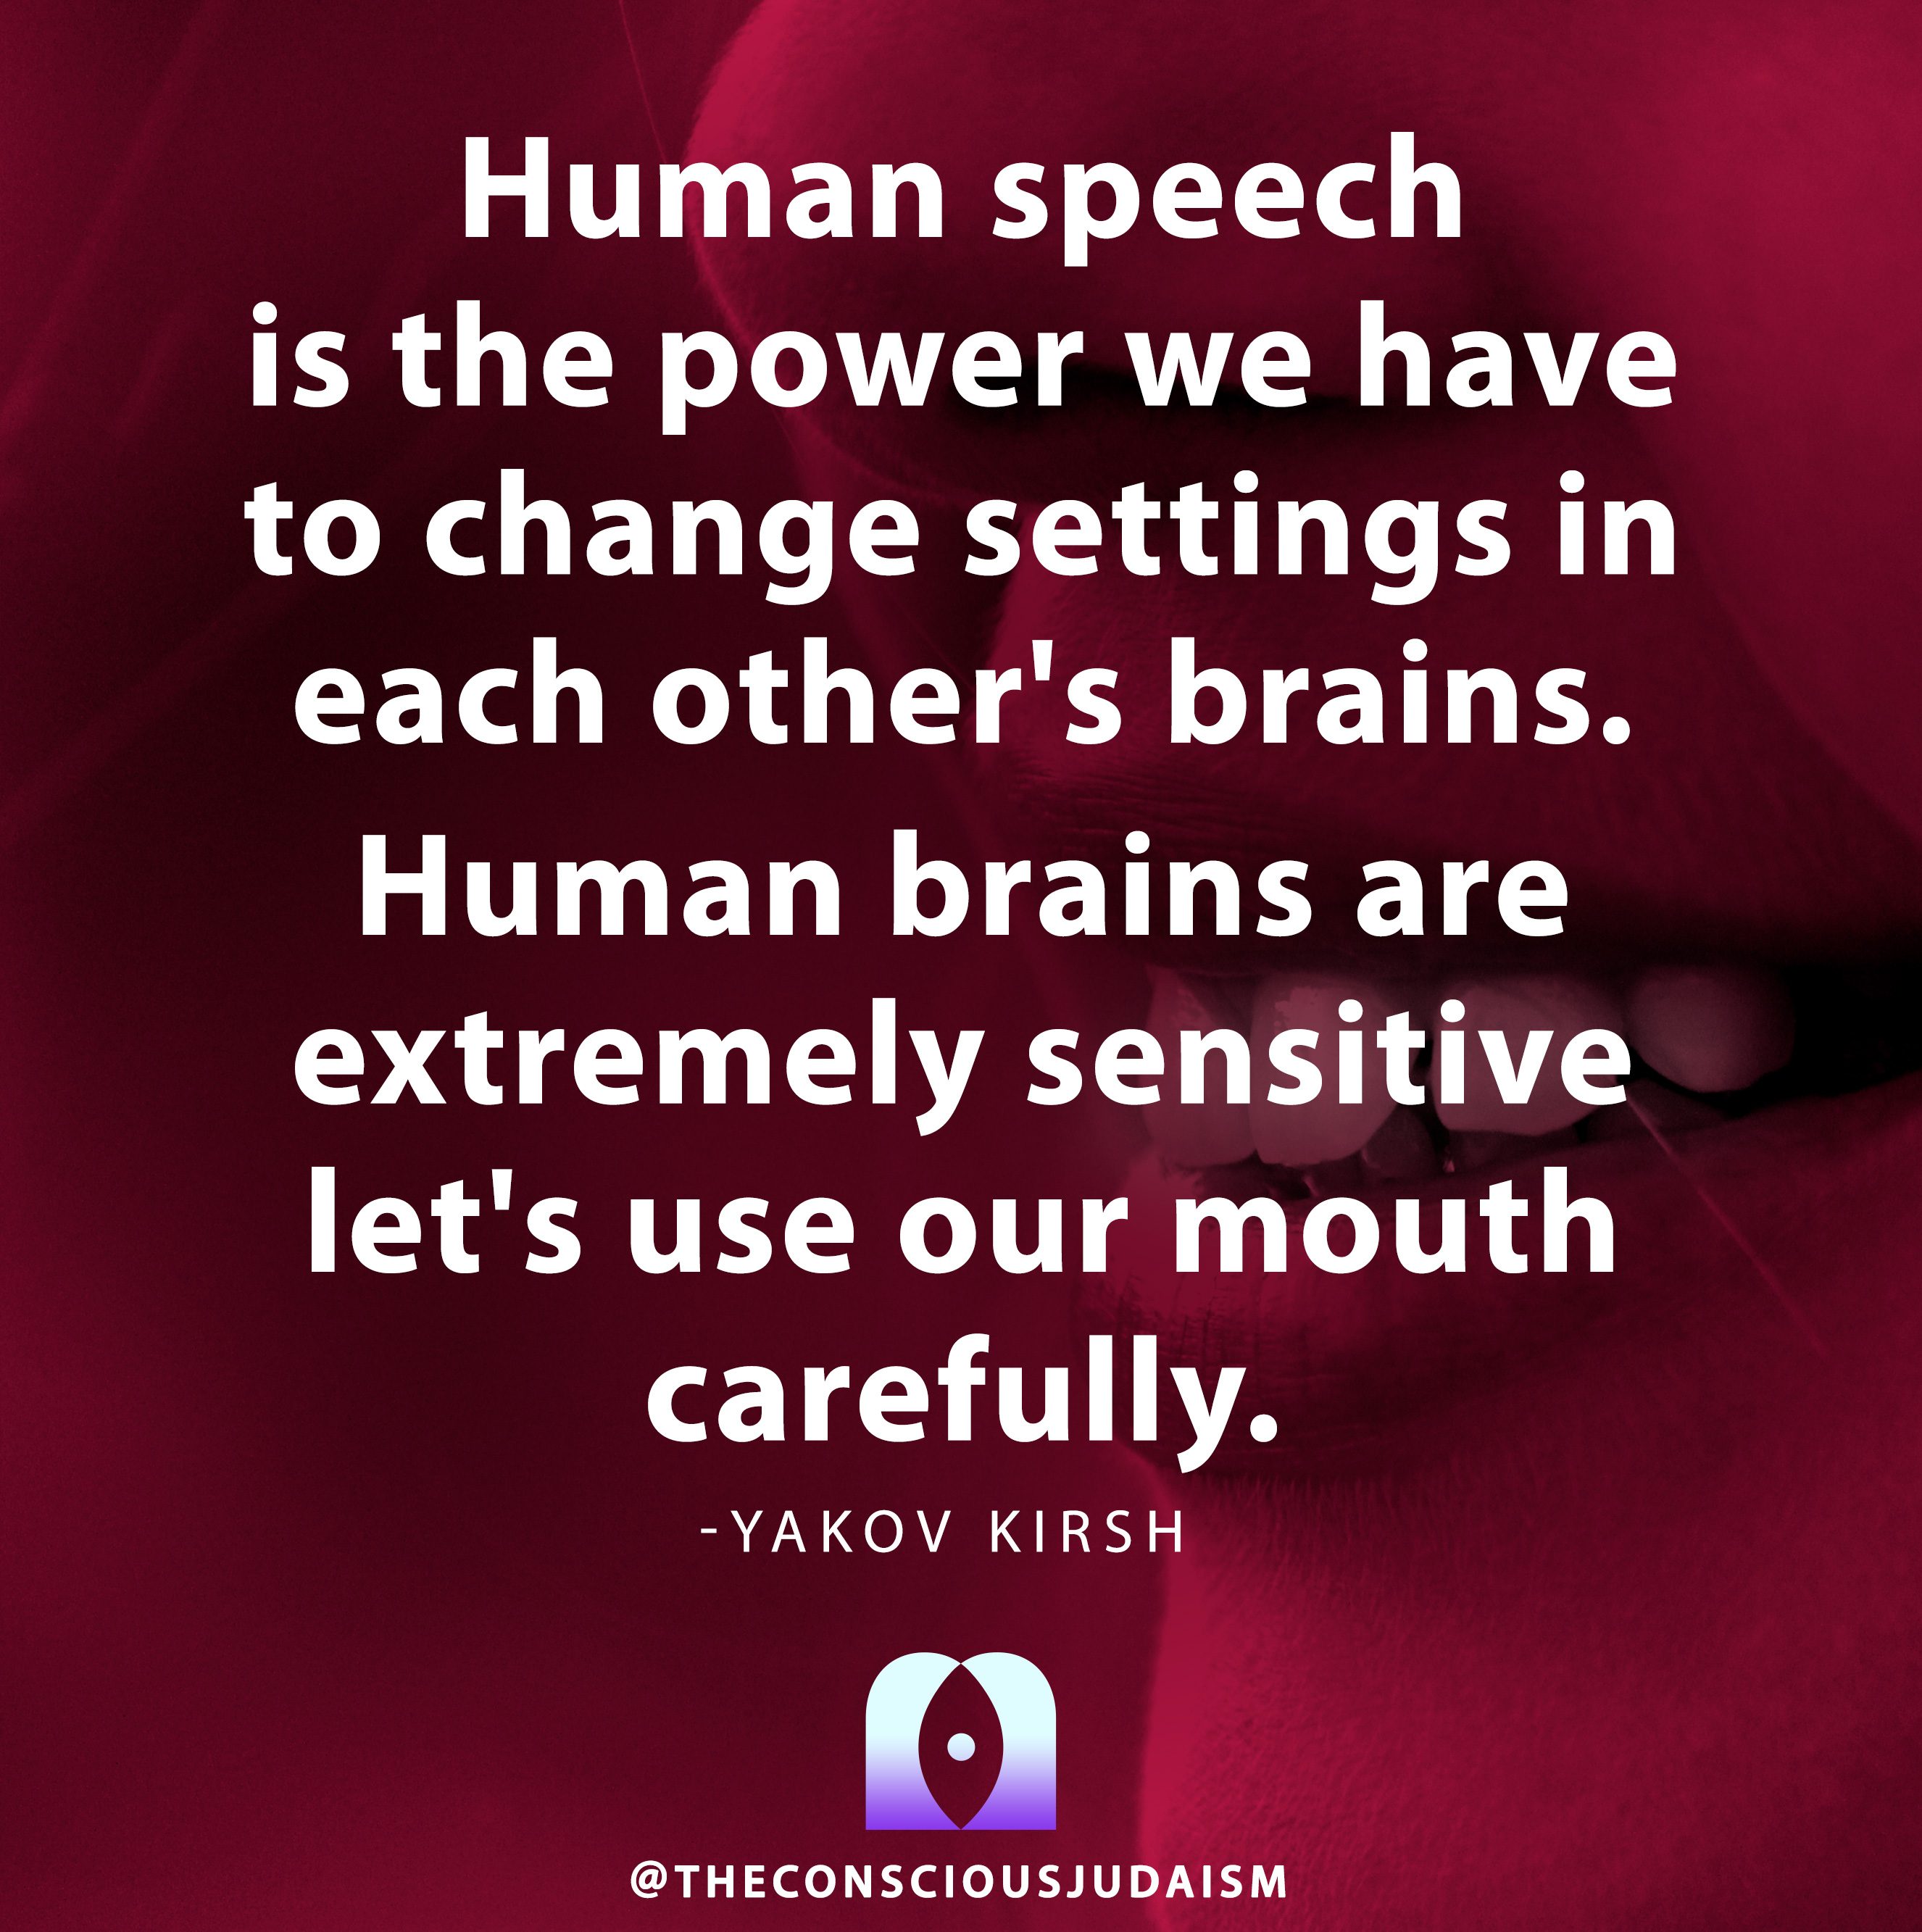 Human speech
is the power we have
to change settings in
each other's brains.
Human brains are
extremely sensitive
let's use our mouth
carefully.
-YAKOV KIRSH
@THECONSCIOUSJUDAISM